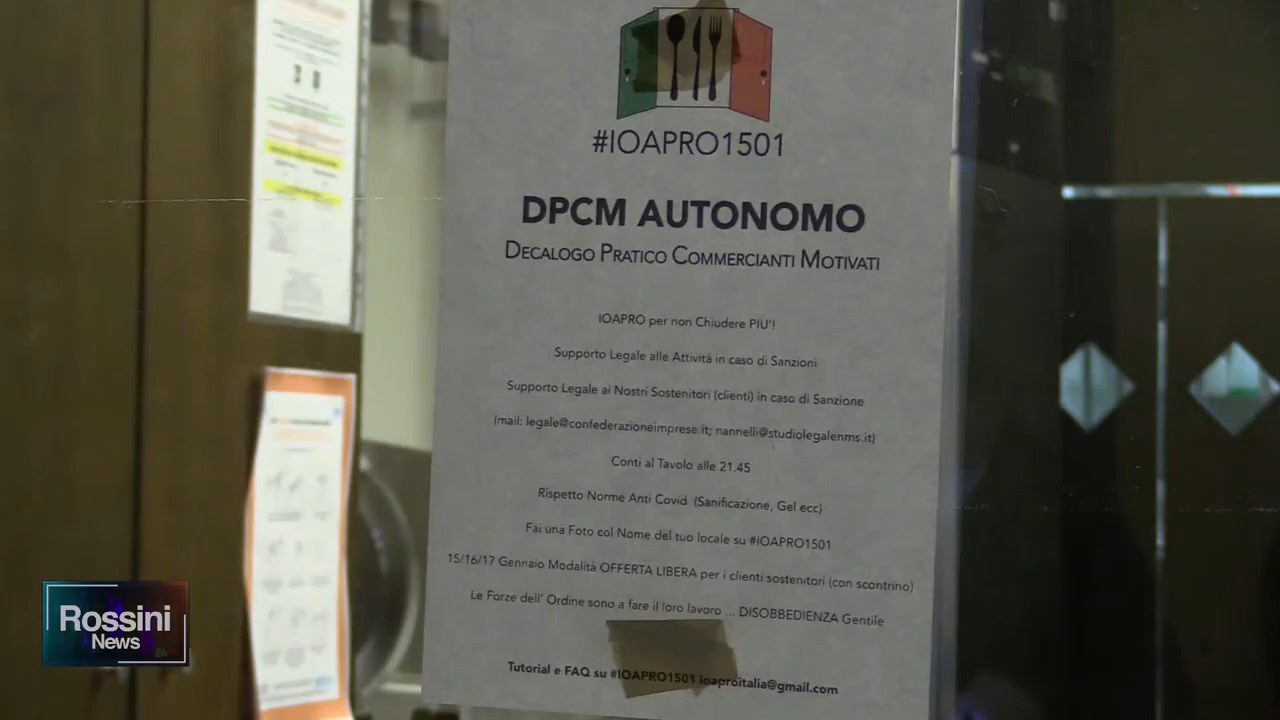 #IOAPRO1501
DPCM AUTONOMO
DECALOGO PRATICO COMMERCIANTI MOTIVATI
IOAPRO per non Chiudere PIU'!
Supporto Legale alle Attività in caso di Sanzioni
Supporto Legale ai Nostri Sostenitori (clienti) in caso di Sanzione
(mail: legale@confederazioneimprese.it; nannelli@studiolegalenms.it)
Conti al Tavolo alle 21.45
Rispetto Norme Anti Covid (Sanificazione, Gel ecc)
Fai una Foto col Nome del tuo locale su #IOAPRO1501
15/16/17 Gennaio Modalità OFFERTA LIBERA per i clienti sostenitori (con scontrino)
Le Forze dell' Ordine sono a fare il loro lavoro ... DISOBBEDIENZA Gentile
Tutorial e FAQ su #IOAPRO1501 ioaproitalia@gmail.com
Rossini
News